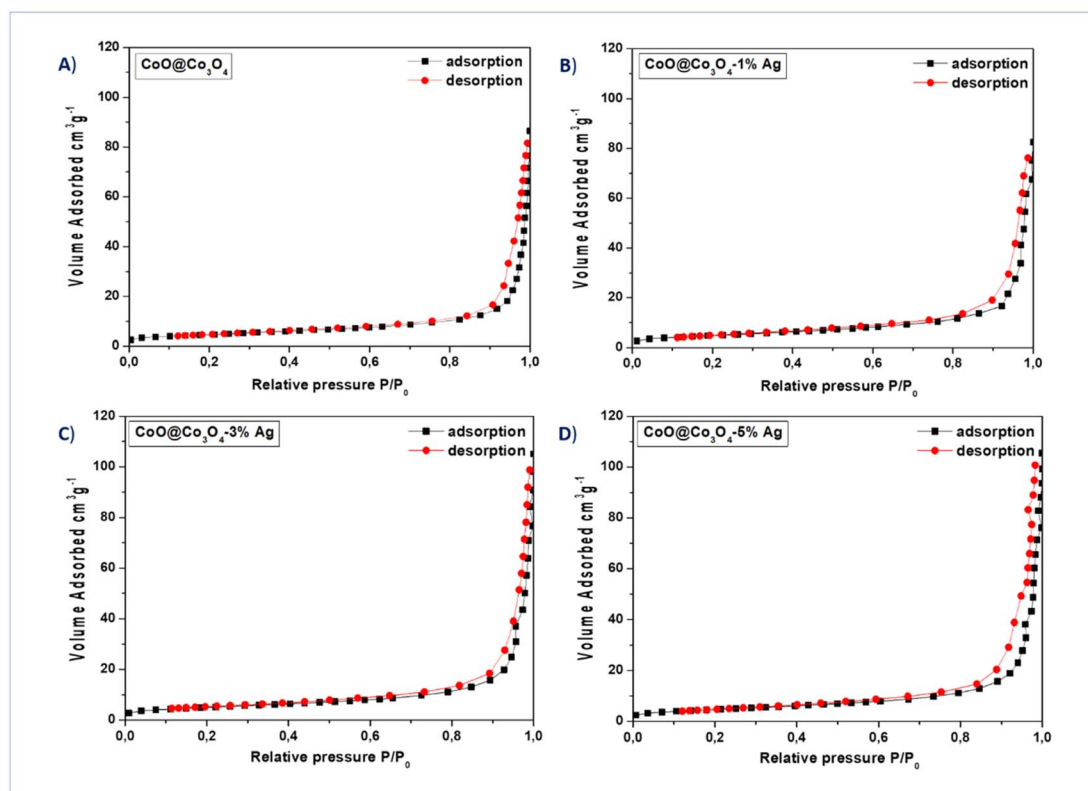 A)
CoO@Co₃O₄
adsorption
desorption
120
100
80
60
40
20
0
Volume Adsorbed cm³g⁻¹
0,0 0,2 0,4 0,6 0,8 1,0
Relative pressure P/P₀
B)
CoO@Co₃O₄-1% Ag
adsorption
desorption
120
100
80
60
40
20
0
Volume Adsorbed cm³g⁻¹
0,0 0,2 0,4 0,6 0,8 1,0
Relative pressure P/P₀
C)
CoO@Co₃O₄-3% Ag
adsorption
desorption
120
100
80
60
40
20
0
Volume Adsorbed cm³g⁻¹
0,0 0,2 0,4 0,6 0,8 1,0
Relative pressure P/P₀
D)
CoO@Co₃O₄-5% Ag
adsorption
desorption
120
100
80
60
40
20
0
Volume Adsorbed cm³g⁻¹
0,0 0,2 0,4 0,6 0,8 1,0
Relative pressure P/P₀